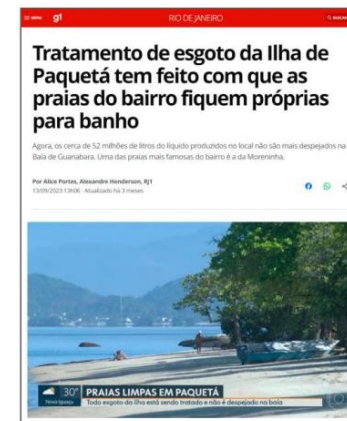 MENU g1 RIO DE JANEIRO BUSCAR
Tratamento de esgoto da Ilha de
Paquetá tem feito com que as
praias do bairro fiquem próprias
para banho
Agora, os cerca de 52 milhões de litros do líquido produzidos no local não são mais despejados na
Baía de Guanabara. Uma das praias mais famosas do bairro é a da Moreninha.
Por Alice Portes, Alexandre Henderson, RJ1
13/09/2023 13h06 · Atualizado há 3 meses
30° PRAIAS LIMPAS EM PAQUETÁ
Nova Iguaçu Todo esgoto da ilha está sendo tratado e não é despejado na baía